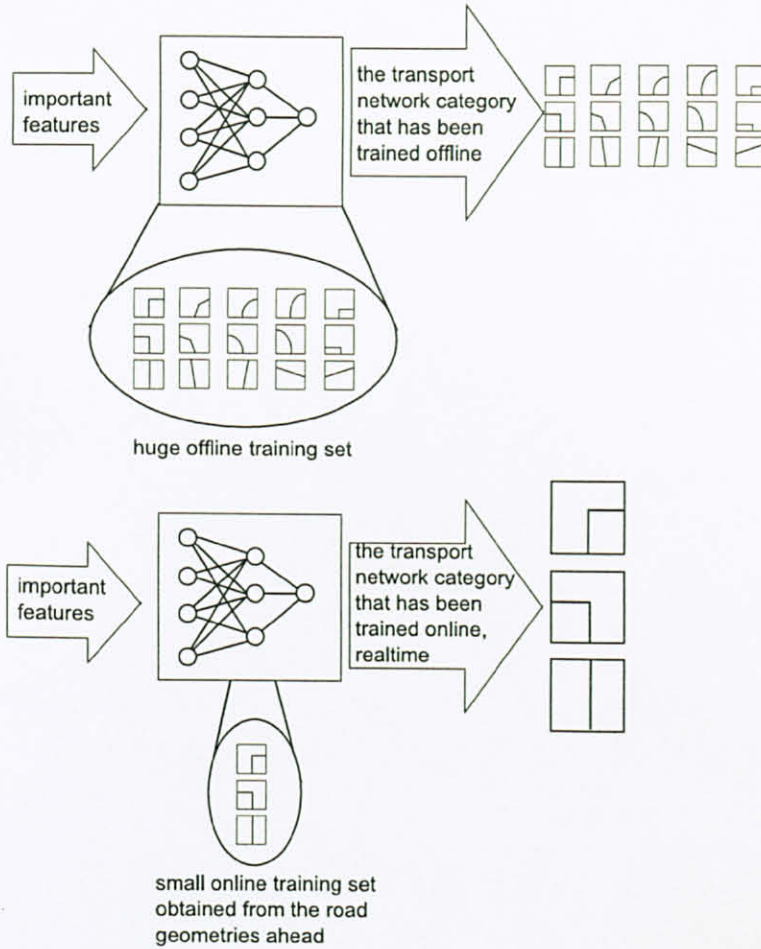 important
features
the transport
network category
that has been
trained offline
huge offline training set
important
features
the transport
network category
that has been
trained online,
realtime
small online training set
obtained from the road
geometries ahead